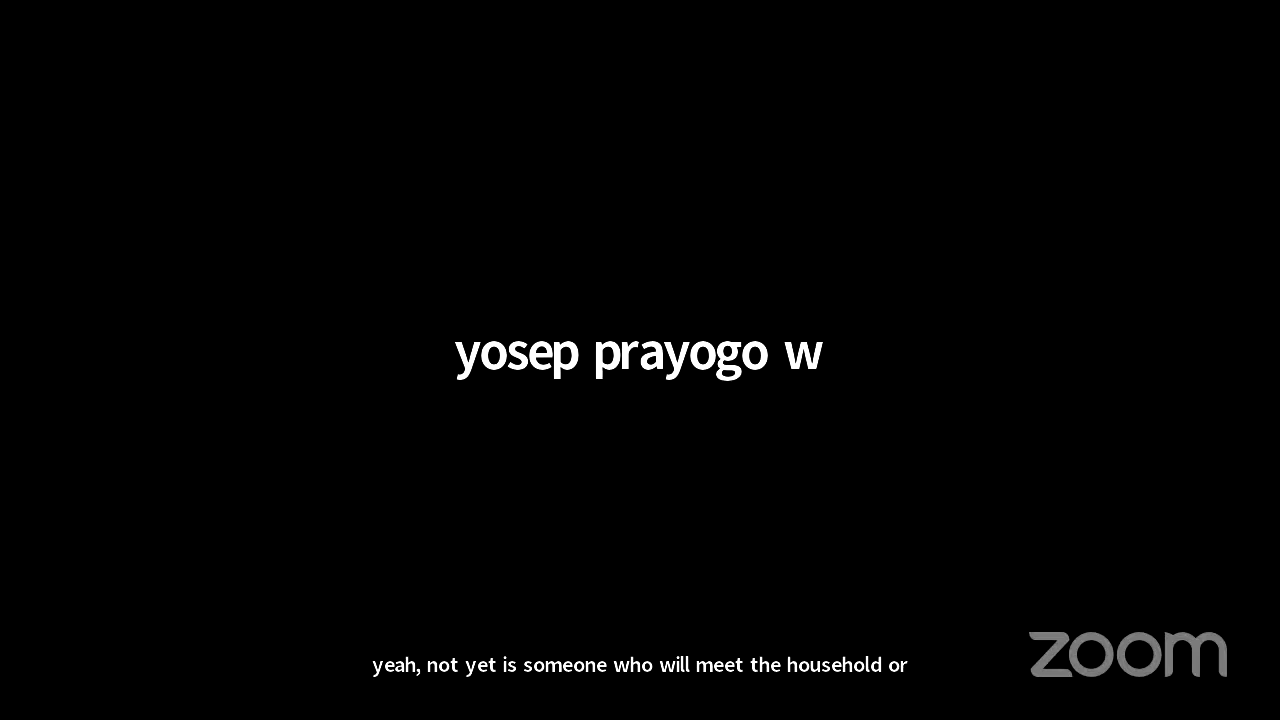 yosep prayogo w
yeah, not yet is someone who will meet the household or
zoom